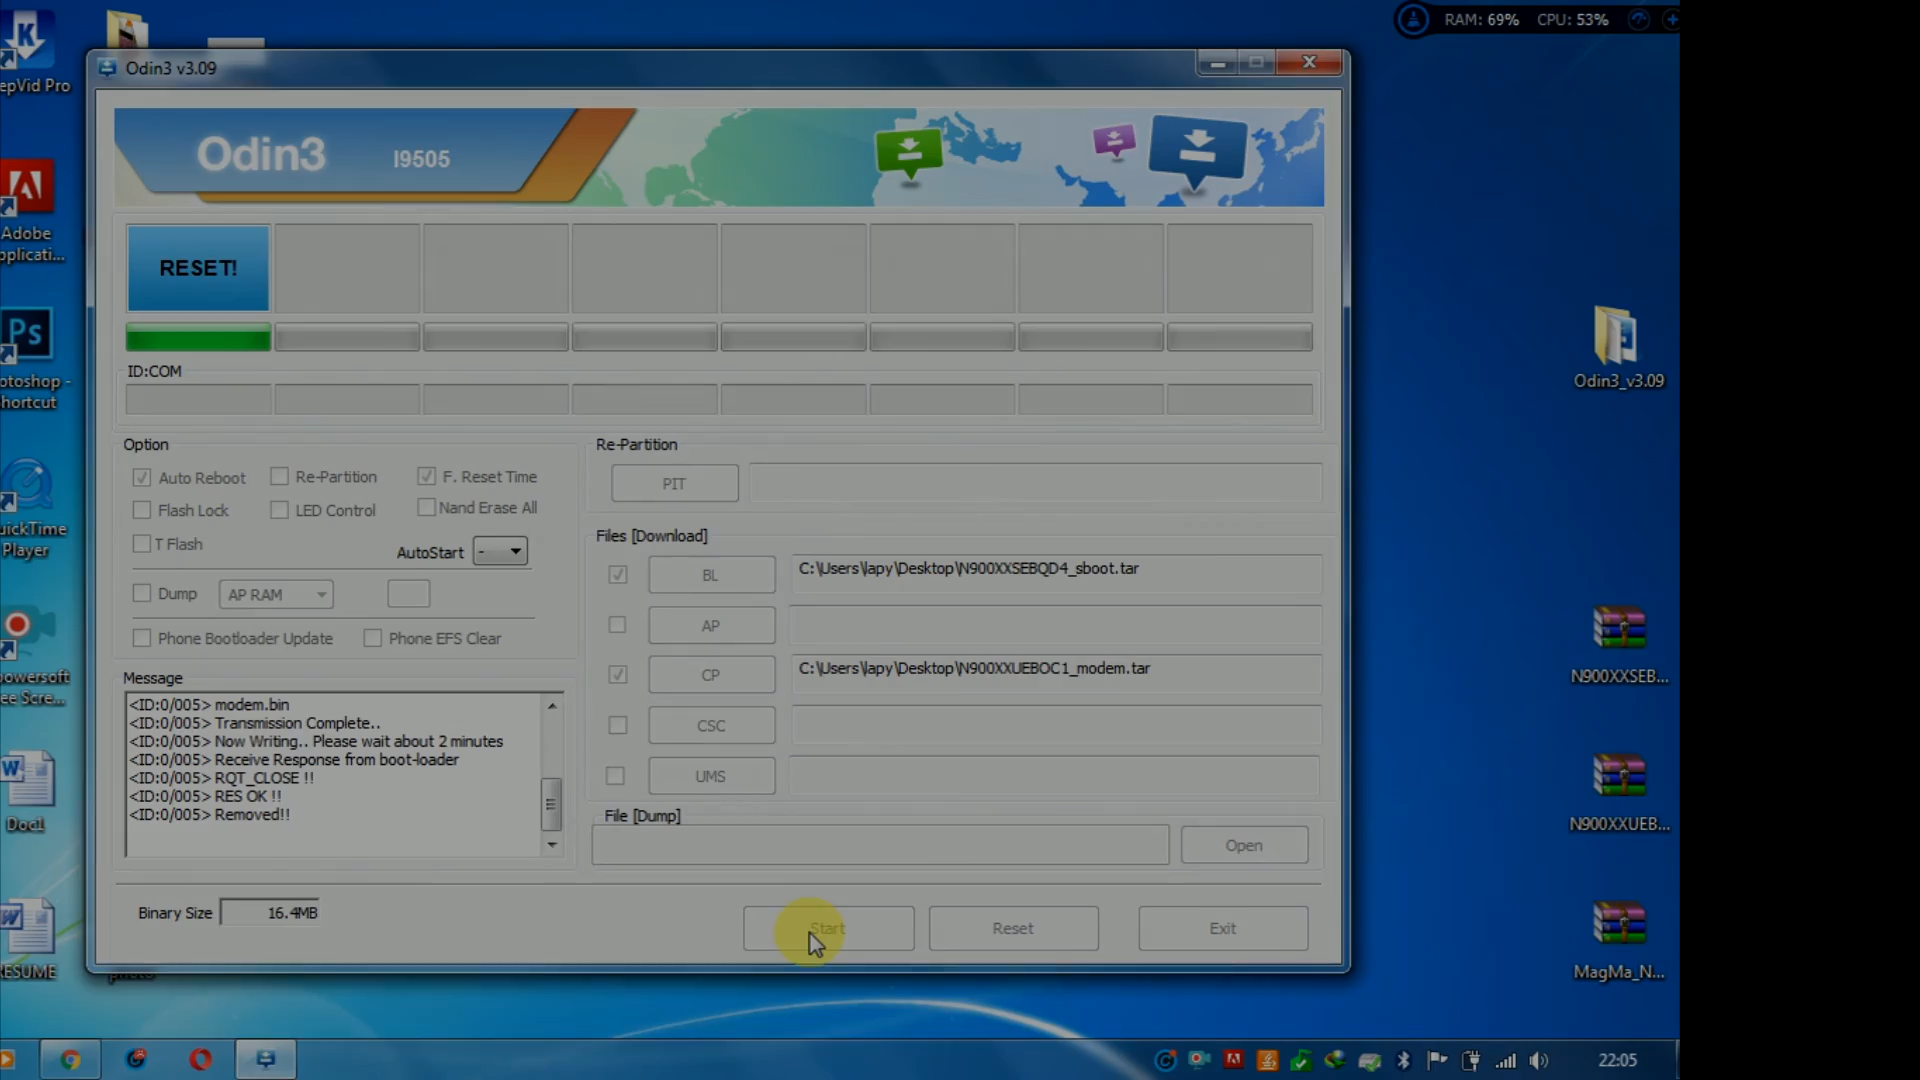 RAM: 69% CPU: 53%
Odin3 v3.09
epVid Pro
Odin3 I9505
Adobe
pplicati...
RESET!
Ps
otoshop -
hortcut
ID:COM
Odin3_v3.09
Option
Auto Reboot Re-Partition F. Reset Time
Flash Lock LED Control Nand Erase All
T Flash
AutoStart -
Dump AP RAM
Phone Bootloader Update Phone EFS Clear
Re-Partition
PIT
Files [Download]
BL C:\Users\lapy\Desktop\N900XXSEBQD4_sboot.tar
AP
CP C:\Users\lapy\Desktop\N900XXUEBOC1_modem.tar
CSC
UMS
uickTime
Player
powersoft
ee Scre...
N900XXSEB...
Message
<ID:0/005> modem.bin
<ID:0/005> Transmission Complete..
<ID:0/005> Now Writing.. Please wait about 2 minutes
<ID:0/005> Receive Response from boot-loader
<ID:0/005> RQT_CLOSE !!
<ID:0/005> RES OK !!
<ID:0/005> Removed!!
File [Dump]
Open
Doc1
N900XXUEB...
Binary Size 16.4MB
Start Reset Exit
ESUME
photo
MagMa_N...
22:05